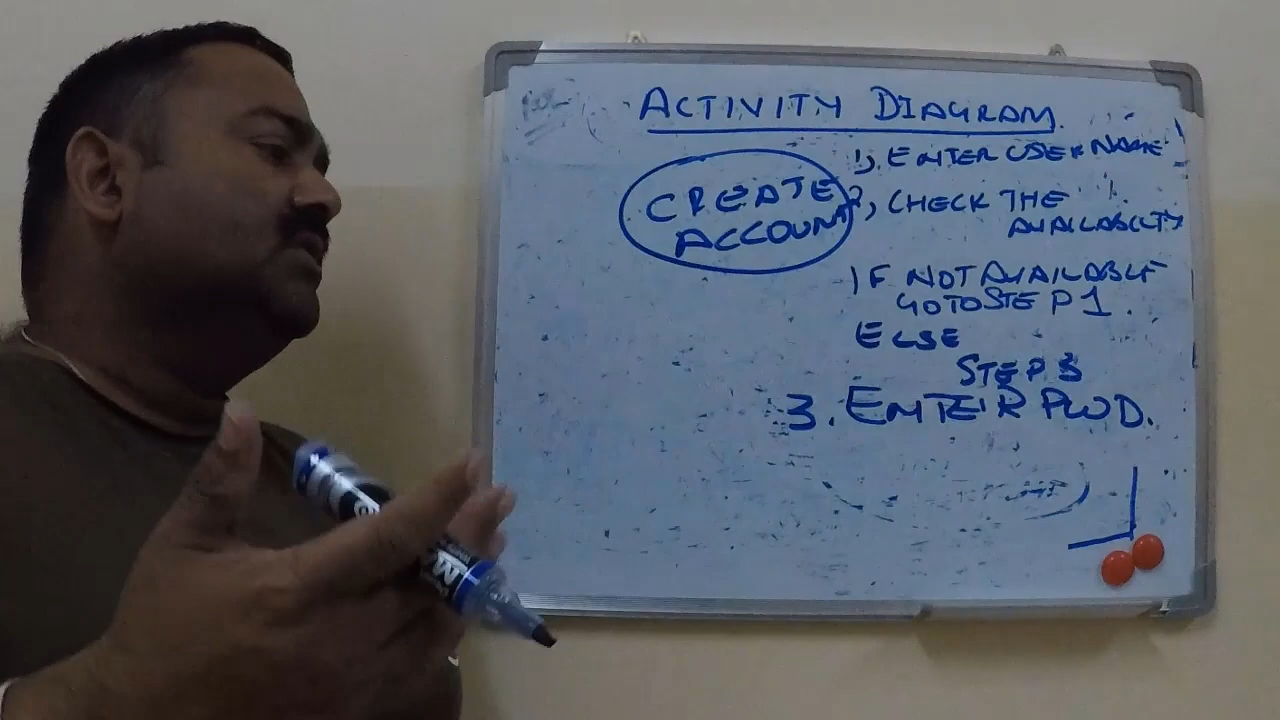 ACTIVITY DIAGRAM
CREATE
ACCOUNT
1, ENTER USER NAME
2, CHECK THE
AVAILABILTY
IF NOT AVAILABLE
GOTO STEP 1.
ELSE
STEP 3
3. ENTER PWD.